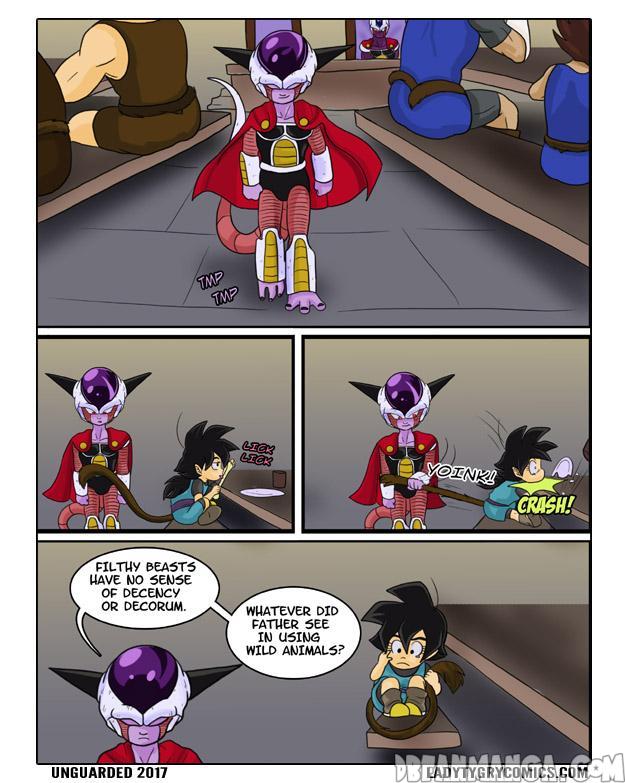 TMP
TMP
LICK
LICK
YOINK!
CRASH!
FILTHY BEASTS
HAVE NO SENSE
OF DECENCY
OR DECORUM.
WHATEVER DID
FATHER SEE
IN USING
WILD ANIMALS?
UNGUARDED 2017
LADYTYGRYCOMICS.COM
DBFANMANGA.COM